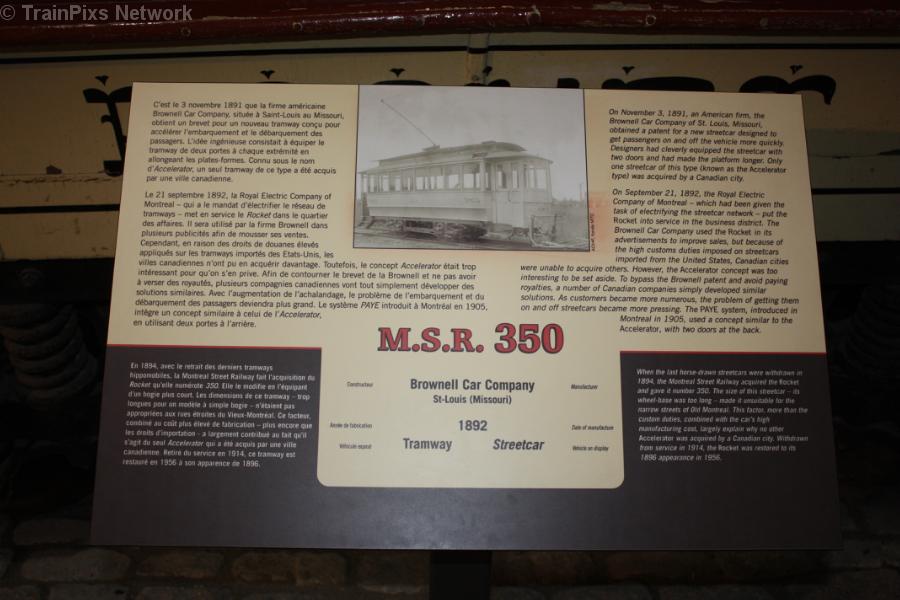 © TrainPixs Network
C'est le 3 novembre 1891 que la firme américaine
Brownell Car Company, située à Saint-Louis au Missouri,
obtient un brevet pour un nouveau tramway conçu pour
accélérer l'embarquement et le débarquement des
passagers. L'idée ingénieuse consistait à équiper le
tramway de deux portes à chaque extrémité en
allongeant les plates-formes. Connu sous le nom
d'Accelerator, un seul tramway de ce type a été acquis
par une ville canadienne.
Le 21 septembre 1892, la Royal Electric Company of
Montreal – qui a le mandat d'électrifier le réseau de
tramways – met en service le Rocket dans le quartier
des affaires. Il sera utilisé par la firme Brownell dans
plusieurs publicités afin de mousser ses ventes.
Cependant, en raison des droits de douanes élevés
appliqués sur les tramways importés des Etats-Unis, les
villes canadiennes n'ont pu en acquérir davantage. Toutefois, le concept Accelerator était trop
intéressant pour qu'on s'en prive. Afin de contourner le brevet de la Brownell et ne pas avoir
à verser des royautés, plusieurs compagnies canadiennes vont tout simplement développer des
solutions similaires. Avec l'augmentation de l'achalandage, le problème de l'embarquement et du
débarquement des passagers deviendra plus grand. Le système PAYE introduit à Montréal en 1905,
intègre un concept similaire à celui de l'Accelerator,
en utilisant deux portes à l'arrière.
On November 3, 1891, an American firm, the
Brownell Car Company of St. Louis, Missouri,
obtained a patent for a new streetcar designed to
get passengers on and off the vehicle more quickly.
Designers had cleverly equipped the streetcar with
two doors and had made the platform longer. Only
one streetcar of this type (known as the Accelerator
type) was acquired by a Canadian city.
On September 21, 1892, the Royal Electric
Company of Montreal – which had been given the
task of electrifying the streetcar network – put the
Rocket into service in the business district. The
Brownell Car Company used the Rocket in its
advertisements to improve sales, but because of
the high customs duties imposed on streetcars
imported from the United States, Canadian cities
were unable to acquire others. However, the Accelerator concept was too
interesting to be set aside. To bypass the Brownell patent and avoid paying
royalties, a number of Canadian companies simply developed similar
solutions. As customers became more numerous, the problem of getting them
on and off streetcars became more pressing. The PAYE system, introduced in
Montreal in 1905, used a concept similar to the
Accelerator, with two doors at the back.
M.S.R. 350
Constructeur Brownell Car Company Manufacturer
St-Louis (Missouri)
Année de fabrication 1892 Date of manufacture
Véhicule exposé Tramway Streetcar Vehicle on display
En 1894, avec le retrait des derniers tramways
hippomobiles, la Montreal Street Railway fait l'acquisition du
Rocket qu'elle numérote 350. Elle le modifie en l'équipant
d'un bogie plus court. Les dimensions de ce tramway – trop
longues pour un modèle à simple bogie – n'étaient pas
appropriées aux rues étroites du Vieux-Montréal. Ce facteur,
combiné au coût plus élevé de fabrication – plus encore que
les droits d'importation - a largement contribué au fait qu'il
s'agit du seul Accelerator qui a été acquis par une ville
canadienne. Retiré du service en 1914, ce tramway est
restauré en 1956 à son apparence de 1896.
When the last horse-drawn streetcars were withdrawn in
1894, the Montreal Street Railway acquired the Rocket
and gave it number 350. The size of this streetcar – its
wheel-base was too long – made it unsuitable for the
narrow streets of Old Montreal. This factor, more than the
custom duties, combined with the car's high
manufacturing cost, largely explain why no other
Accelerator was acquired by a Canadian city. Withdrawn
from service in 1914, the Rocket was restored to its
1896 appearance in 1956.